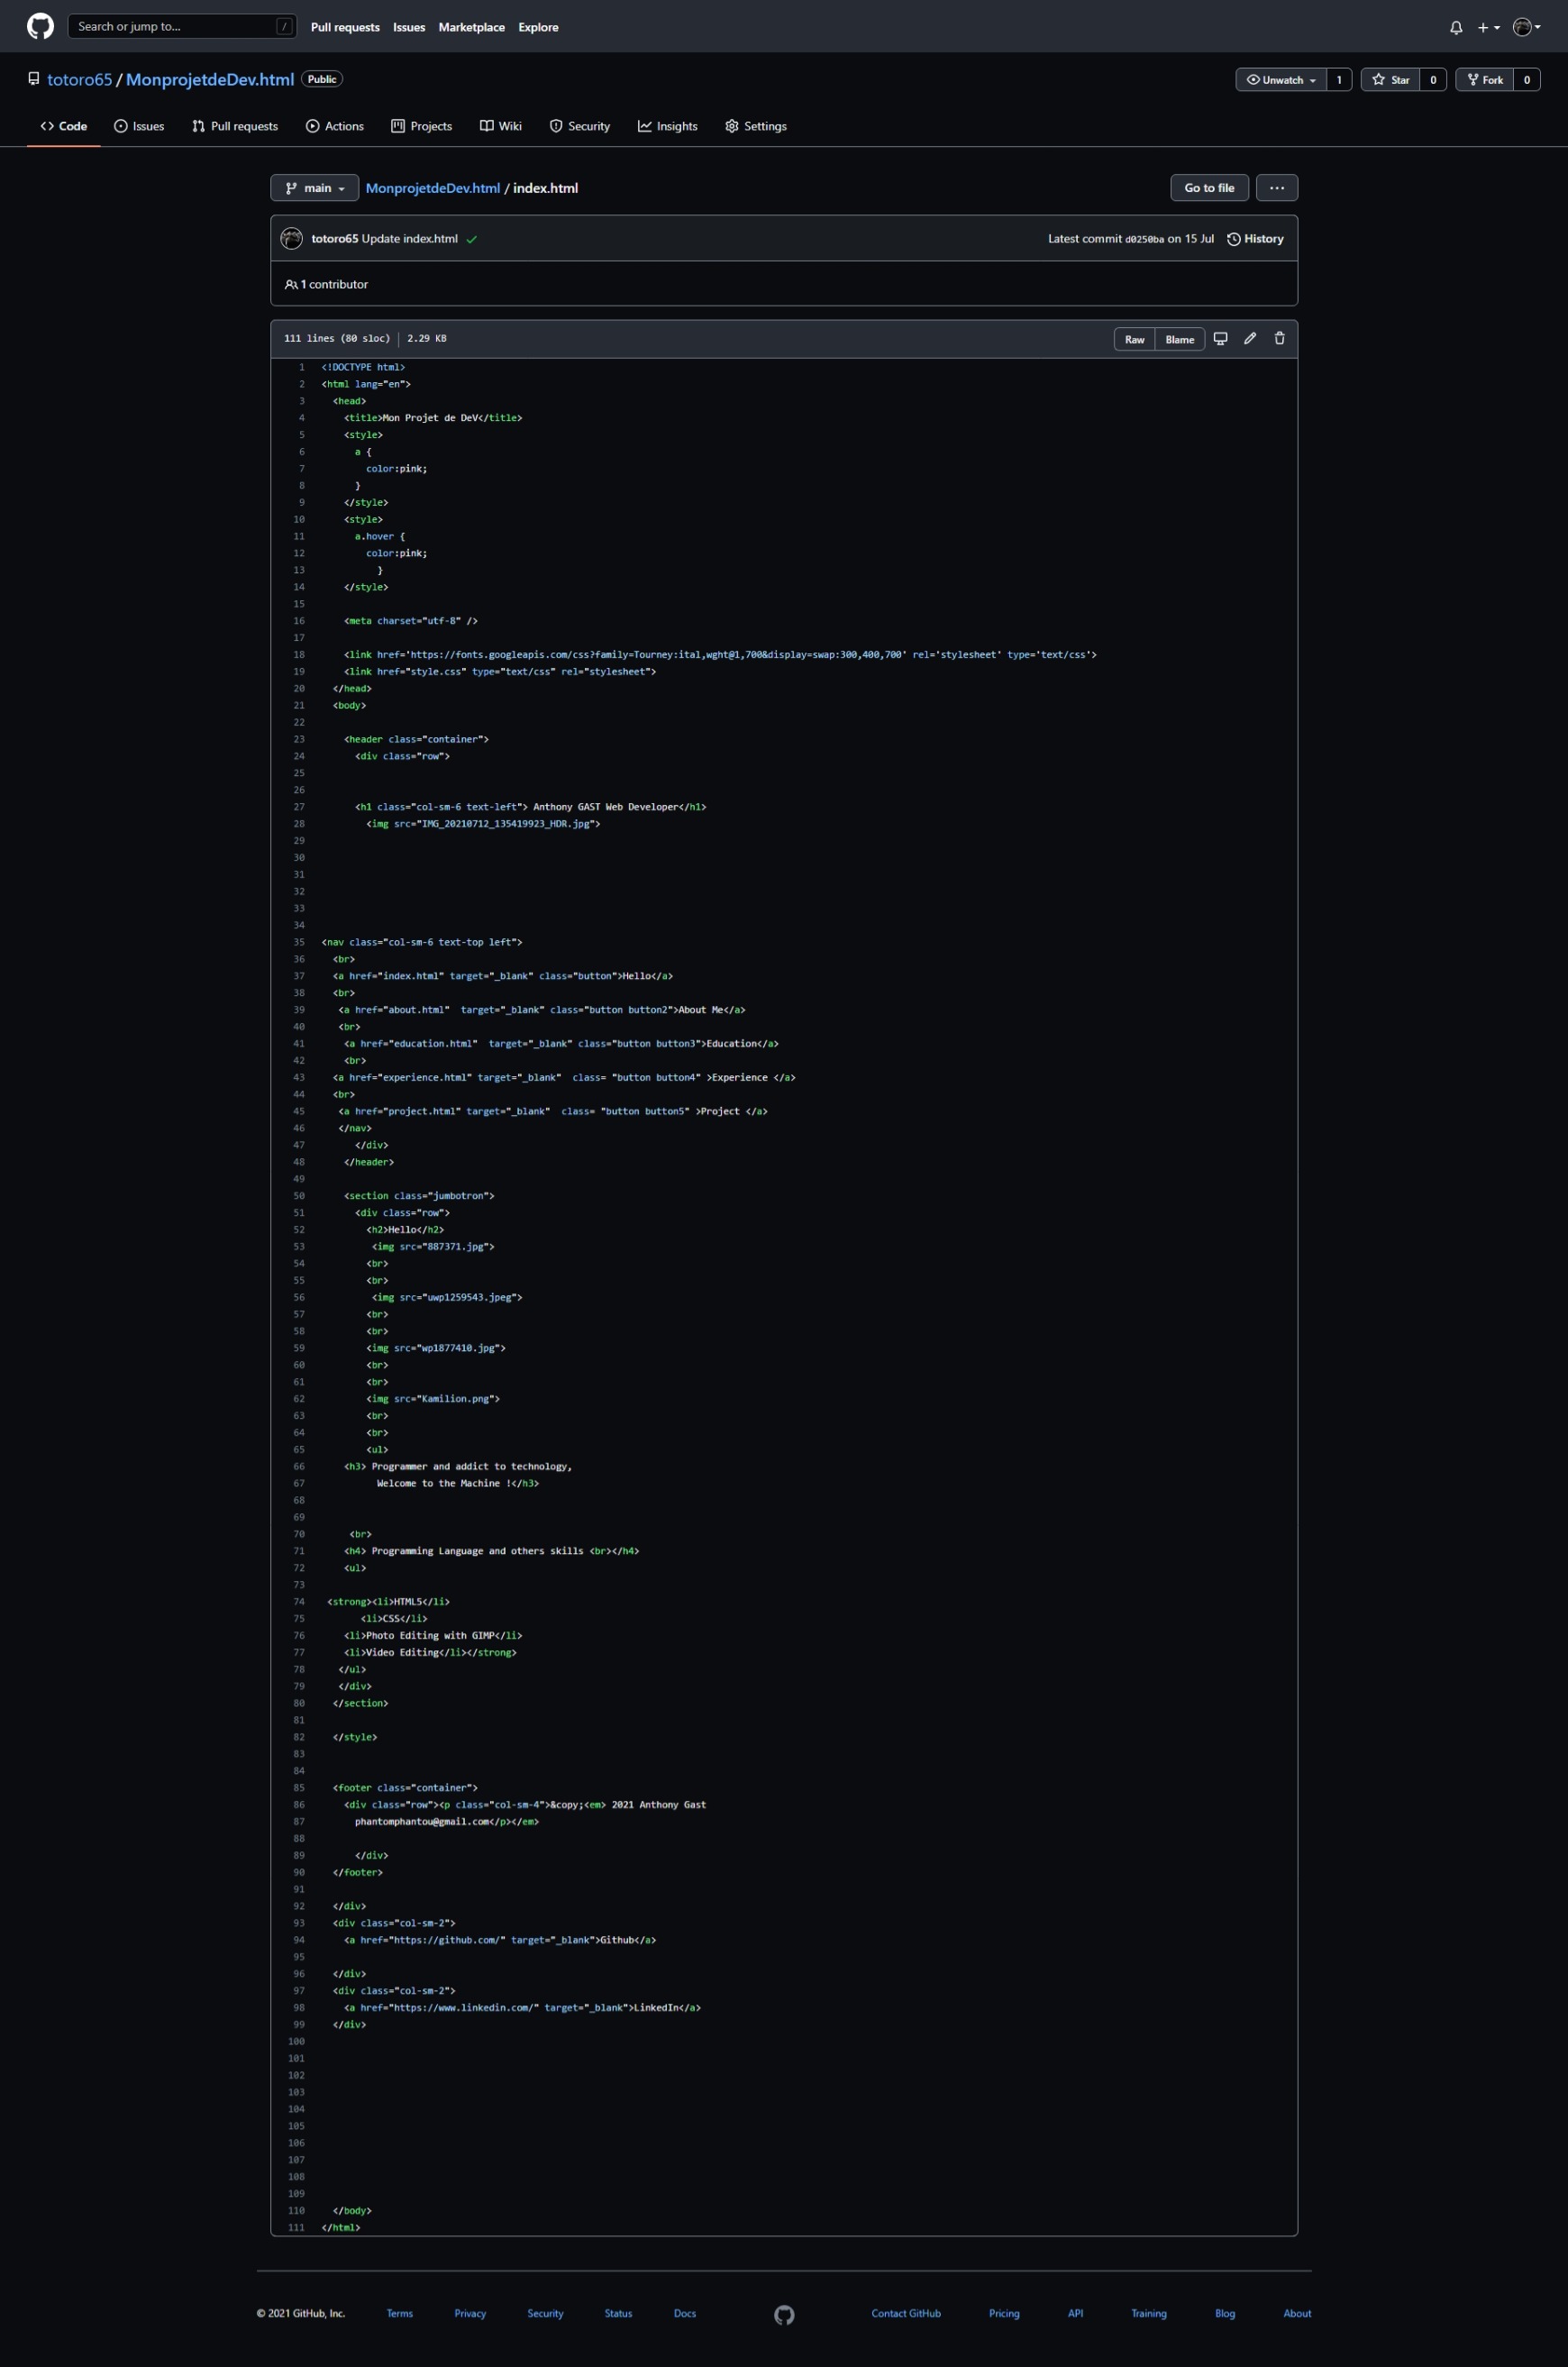 Search or jump to... /
Pull requests Issues Marketplace Explore
totoro65 / MonprojetdeDev.html Public
Unwatch 1 Star 0 Fork 0
Code Issues Pull requests Actions Projects Wiki Security Insights Settings
main MonprojetdeDev.html / index.html Go to file ...
totoro65 Update index.html Latest commit d0250ba on 15 Jul History
1 contributor
111 lines (80 sloc) 2.29 KB Raw Blame
1 <!DOCTYPE html>
2 <html lang="en">
3 <head>
4 <title>Mon Projet de DeV</title>
5 <style>
6 a {
7 color:pink;
8 }
9 </style>
10 <style>
11 a.hover {
12 color:pink;
13 }
14 </style>
15
16 <meta charset="utf-8" />
17
18 <link href='https://fonts.googleapis.com/css?family=Tourney:ital,wght@1,700&display=swap:300,400,700' rel='stylesheet' type='text/css'>
19 <link href="style.css" type="text/css" rel="stylesheet">
20 </head>
21 <body>
22
23 <header class="container">
24 <div class="row">
25
26
27 <h1 class="col-sm-6 text-left"> Anthony GAST Web Developer</h1>
28 <img src="IMG_20210712_135419923_HDR.jpg">
29
30
31
32
33
34
35 <nav class="col-sm-6 text-top left">
36 <br>
37 <a href="index.html" target="_blank" class="button">Hello</a>
38 <br>
39 <a href="about.html"  target="_blank" class="button button2">About Me</a>
40 <br>
41 <a href="education.html"  target="_blank" class="button button3">Education</a>
42 <br>
43 <a href="experience.html" target="_blank"  class= "button button4" >Experience </a>
44 <br>
45 <a href="project.html" target="_blank"  class= "button button5" >Project </a>
46 </nav>
47 </div>
48 </header>
49
50 <section class="jumbotron">
51 <div class="row">
52 <h2>Hello</h2>
53 <img src="887371.jpg">
54 <br>
55 <br>
56 <img src="uwp1259543.jpeg">
57 <br>
58 <br>
59 <img src="wp1877410.jpg">
60 <br>
61 <br>
62 <img src="Kamilion.png">
63 <br>
64 <br>
65 <ul>
66 <h3> Programmer and addict to technology,
67 Welcome to the Machine !</h3>
68
69
70 <br>
71 <h4> Programming Language and others skills <br></h4>
72 <ul>
73
74 <strong><li>HTML5</li>
75 <li>CSS</li>
76 <li>Photo Editing with GIMP</li>
77 <li>Video Editing</li></strong>
78 </ul>
79 </div>
80 </section>
81
82 </style>
83
84
85 <footer class="container">
86 <div class="row"><p class="col-sm-4">&copy;<em> 2021 Anthony Gast
87 phantomphantou@gmail.com</p></em>
88
89 </div>
90 </footer>
91
92 </div>
93 <div class="col-sm-2">
94 <a href="https://github.com/" target="_blank">Github</a>
95
96 </div>
97 <div class="col-sm-2">
98 <a href="https://www.linkedin.com/" target="_blank">LinkedIn</a>
99 </div>
100
101
102
103
104
105
106
107
108
109
110 </body>
111 </html>
© 2021 GitHub, Inc. Terms Privacy Security Status Docs Contact GitHub Pricing API Training Blog About